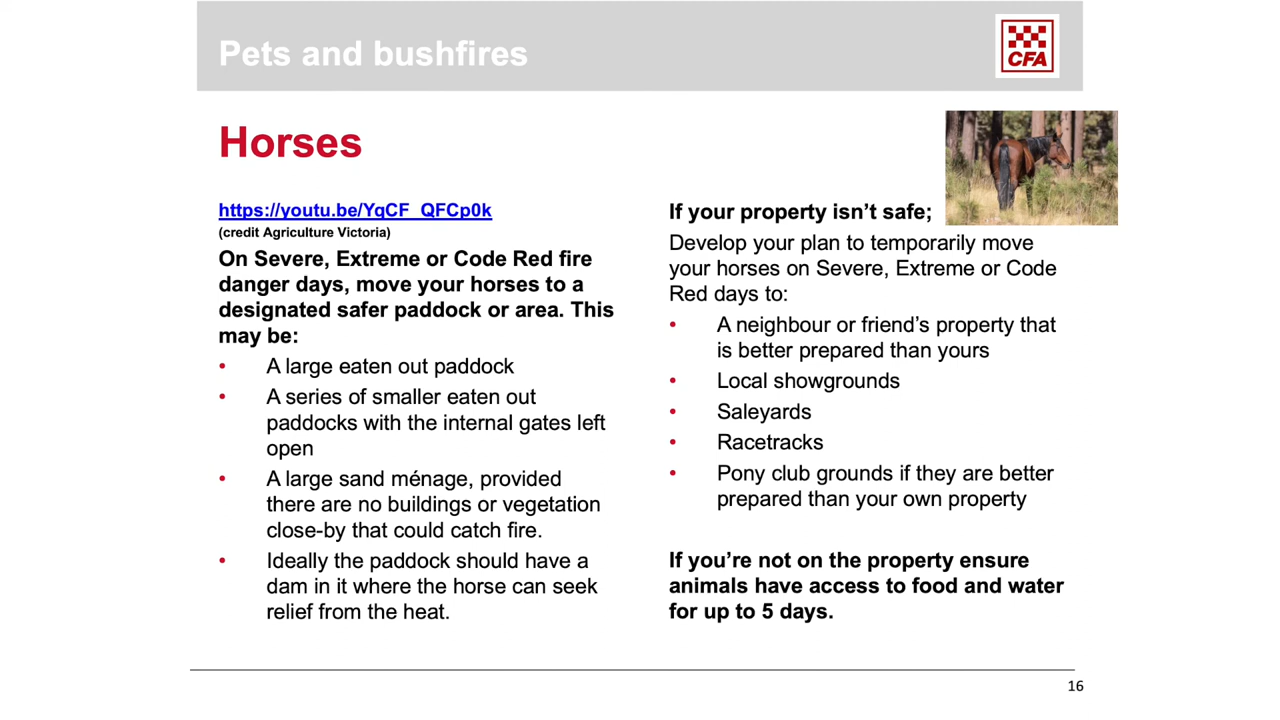 Pets and bushfires
CFA
Horses
https://youtu.be/YqCF_QFCp0k
(credit Agriculture Victoria)
On Severe, Extreme or Code Red fire
danger days, move your horses to a
designated safer paddock or area. This
may be:
• A large eaten out paddock
• A series of smaller eaten out
paddocks with the internal gates left
open
• A large sand ménage, provided
there are no buildings or vegetation
close-by that could catch fire.
• Ideally the paddock should have a
dam in it where the horse can seek
relief from the heat.
If your property isn’t safe;
Develop your plan to temporarily move
your horses on Severe, Extreme or Code
Red days to:
• A neighbour or friend’s property that
is better prepared than yours
• Local showgrounds
• Saleyards
• Racetracks
• Pony club grounds if they are better
prepared than your own property
If you’re not on the property ensure
animals have access to food and water
for up to 5 days.
16